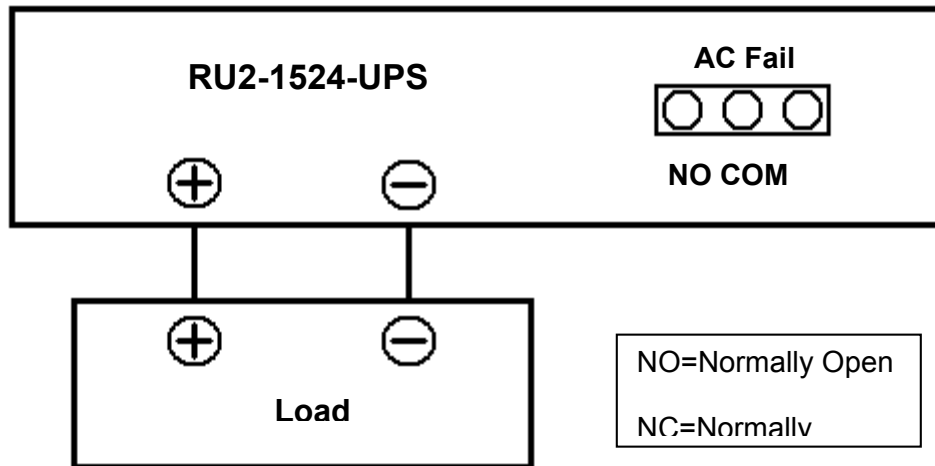 RU2-1524-UPS
AC Fail
NO COM
Load
NO=Normally Open
NC=Normally